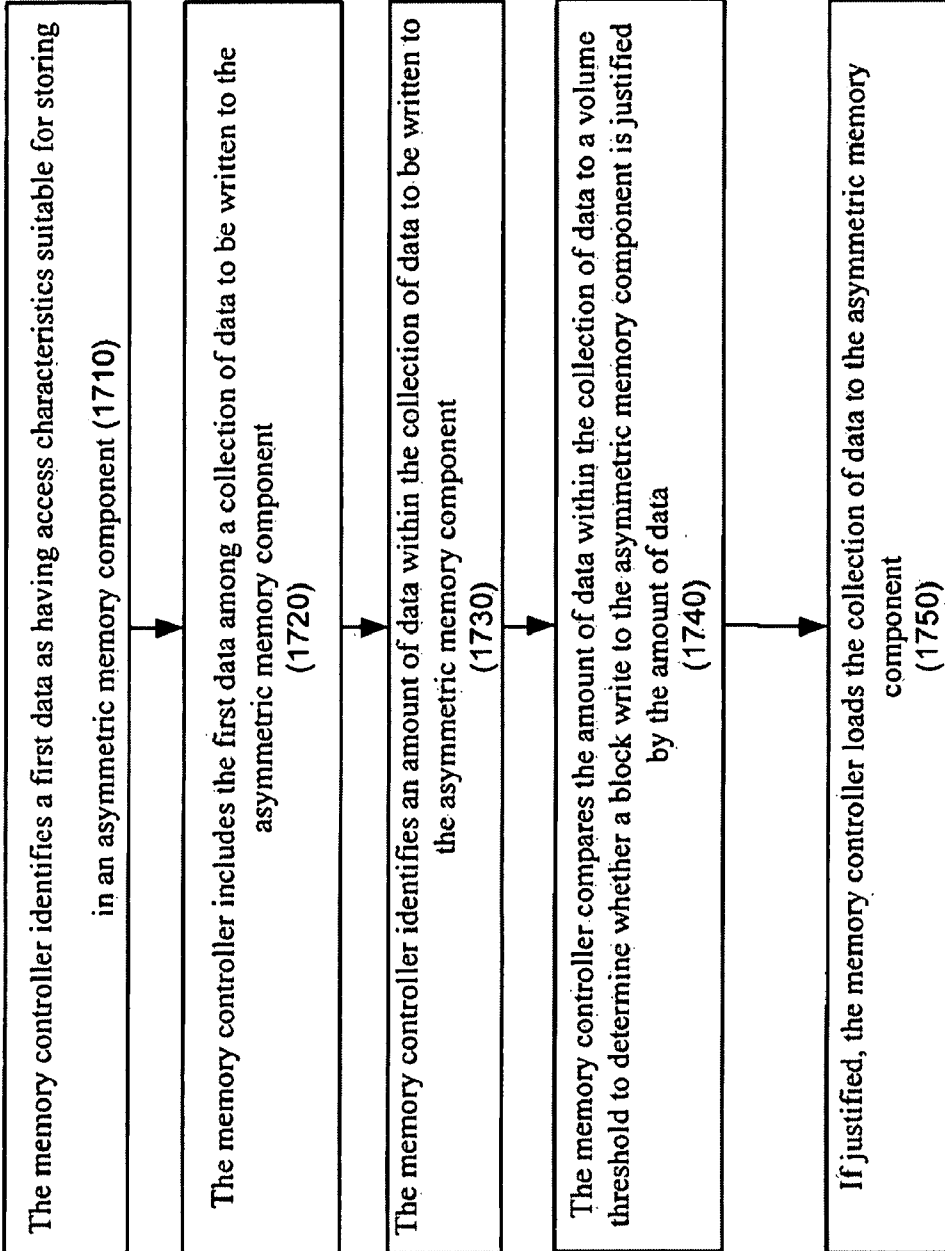 The memory controller identifies a first data as having access characteristics suitable for storing
in an asymmetric memory component (1710)
The memory controller includes the first data among a collection of data to be written to the
asymmetric memory component
(1720)
The memory controller identifies an amount of data within the collection of data to be written to
the asymmetric memory component
(1730)
The memory controller compares the amount of data within the collection of data to a volume
threshold to determine whether a block write to the asymmetric memory component is justified
by the amount of data
(1740)
If justified, the memory controller loads the collection of data to the asymmetric memory
component
(1750)